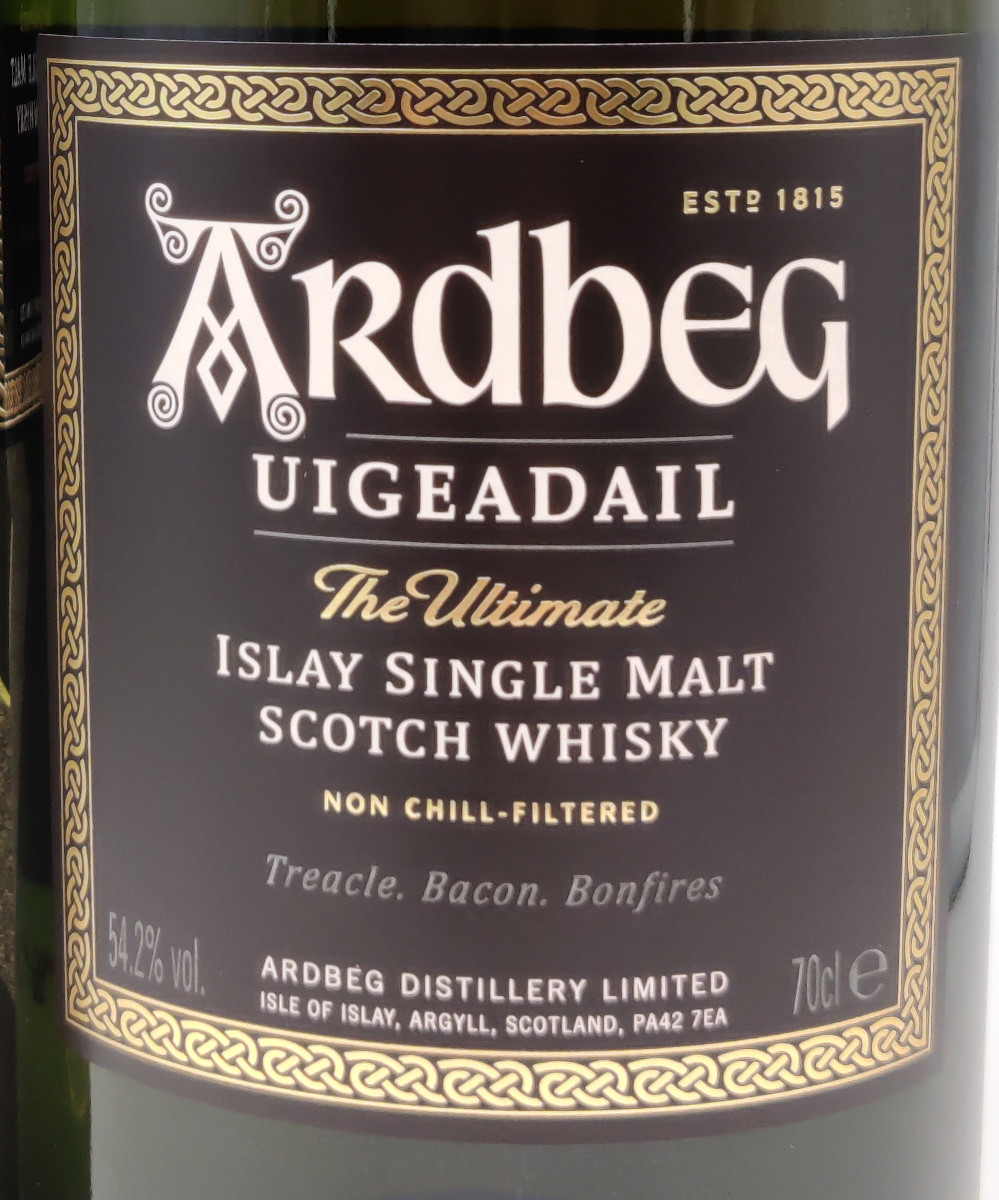 ESTD 1815
ARDBEG
UIGEADAIL
The Ultimate
ISLAY SINGLE MALT
SCOTCH WHISKY
NON CHILL-FILTERED
Treacle. Bacon. Bonfires
54.2% vol.
ARDBEG DISTILLERY LIMITED
70cl ℮
ISLE OF ISLAY, ARGYLL, SCOTLAND, PA42 7EA